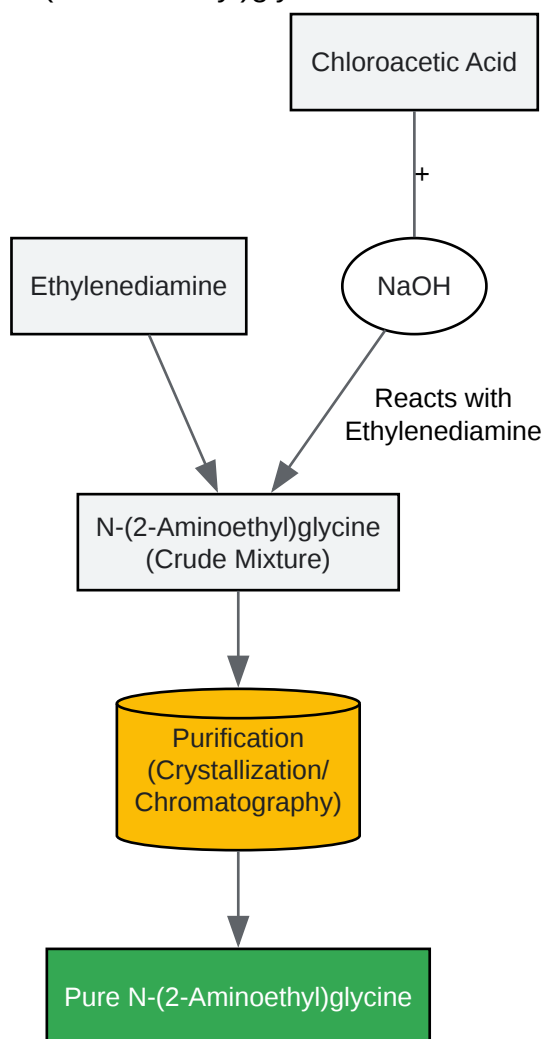 Chloroacetic Acid
+
Ethylenediamine
NaOH
Reacts with
Ethylenediamine
N-(2-Aminoethyl)glycine
(Crude Mixture)
Purification
(Crystallization/
Chromatography)
Pure N-(2-Aminoethyl)glycine